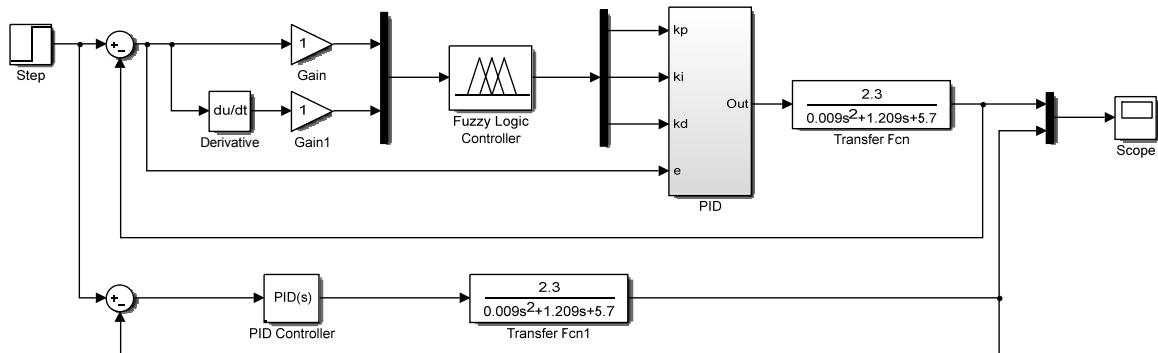 Step
1
Gain
du/dt
Derivative
1
Gain1
Fuzzy Logic
Controller
kp
ki
kd
e
Out
PID
2.3
0.009s2+1.209s+5.7
Transfer Fcn
Scope
PID(s)
PID Controller
2.3
0.009s2+1.209s+5.7
Transfer Fcn1